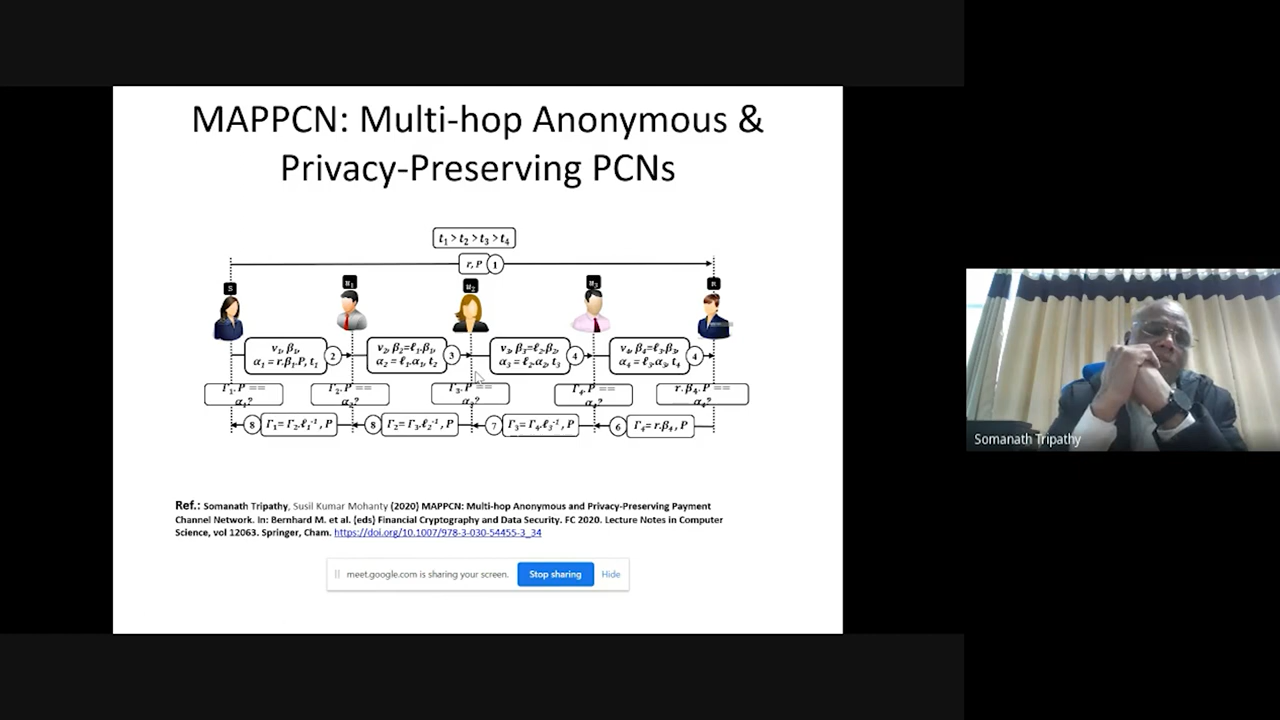 MAPPCN: Multi-hop Anonymous &
Privacy-Preserving PCNs
t₁ > t₂ > t₃ > t₄
r, P 1
S
u₁
u₂
u₃
R
v₁, β₁,
α₁ = r.β₁.P, t₁ 2
v₂, β₂=ℓ₁.β₁,
α₂ = ℓ₁.α₁, t₂ 3
v₃, β₃=ℓ₂.β₂,
α₃ = ℓ₂.α₂, t₃ 4
v₄, β₄=ℓ₃.β₃,
α₄ = ℓ₃.α₃, t₄ 4
Γ₁.P ==
α₁?
Γ₂.P ==
α₂?
Γ₃.P ==
α₃?
Γ₄.P ==
α₄?
r.β₄.P ==
α₄?
8 Γ₁= Γ₂.ℓ₁⁻¹, P
8 Γ₂= Γ₃.ℓ₂⁻¹, P
7 Γ₃= Γ₄.ℓ₃⁻¹, P
6 Γ₄= r.β₄, P
Ref.: Somanath Tripathy, Susil Kumar Mohanty (2020) MAPPCN: Multi-hop Anonymous and Privacy-Preserving Payment
Channel Network. In: Bernhard M. et al. (eds) Financial Cryptography and Data Security. FC 2020. Lecture Notes in Computer
Science, vol 12063. Springer, Cham. https://doi.org/10.1007/978-3-030-54455-3_34
meet.google.com is sharing your screen. Stop sharing Hide
Somanath Tripathy